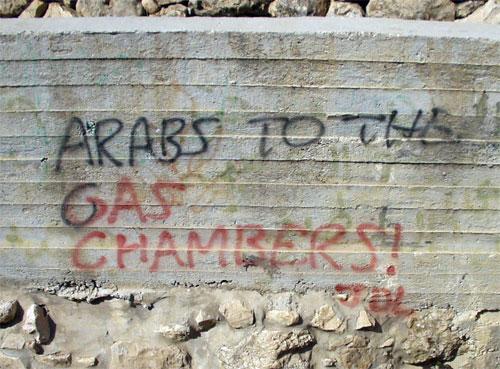 ARABS TO THE
GAS
CHAMBERS!
JDL